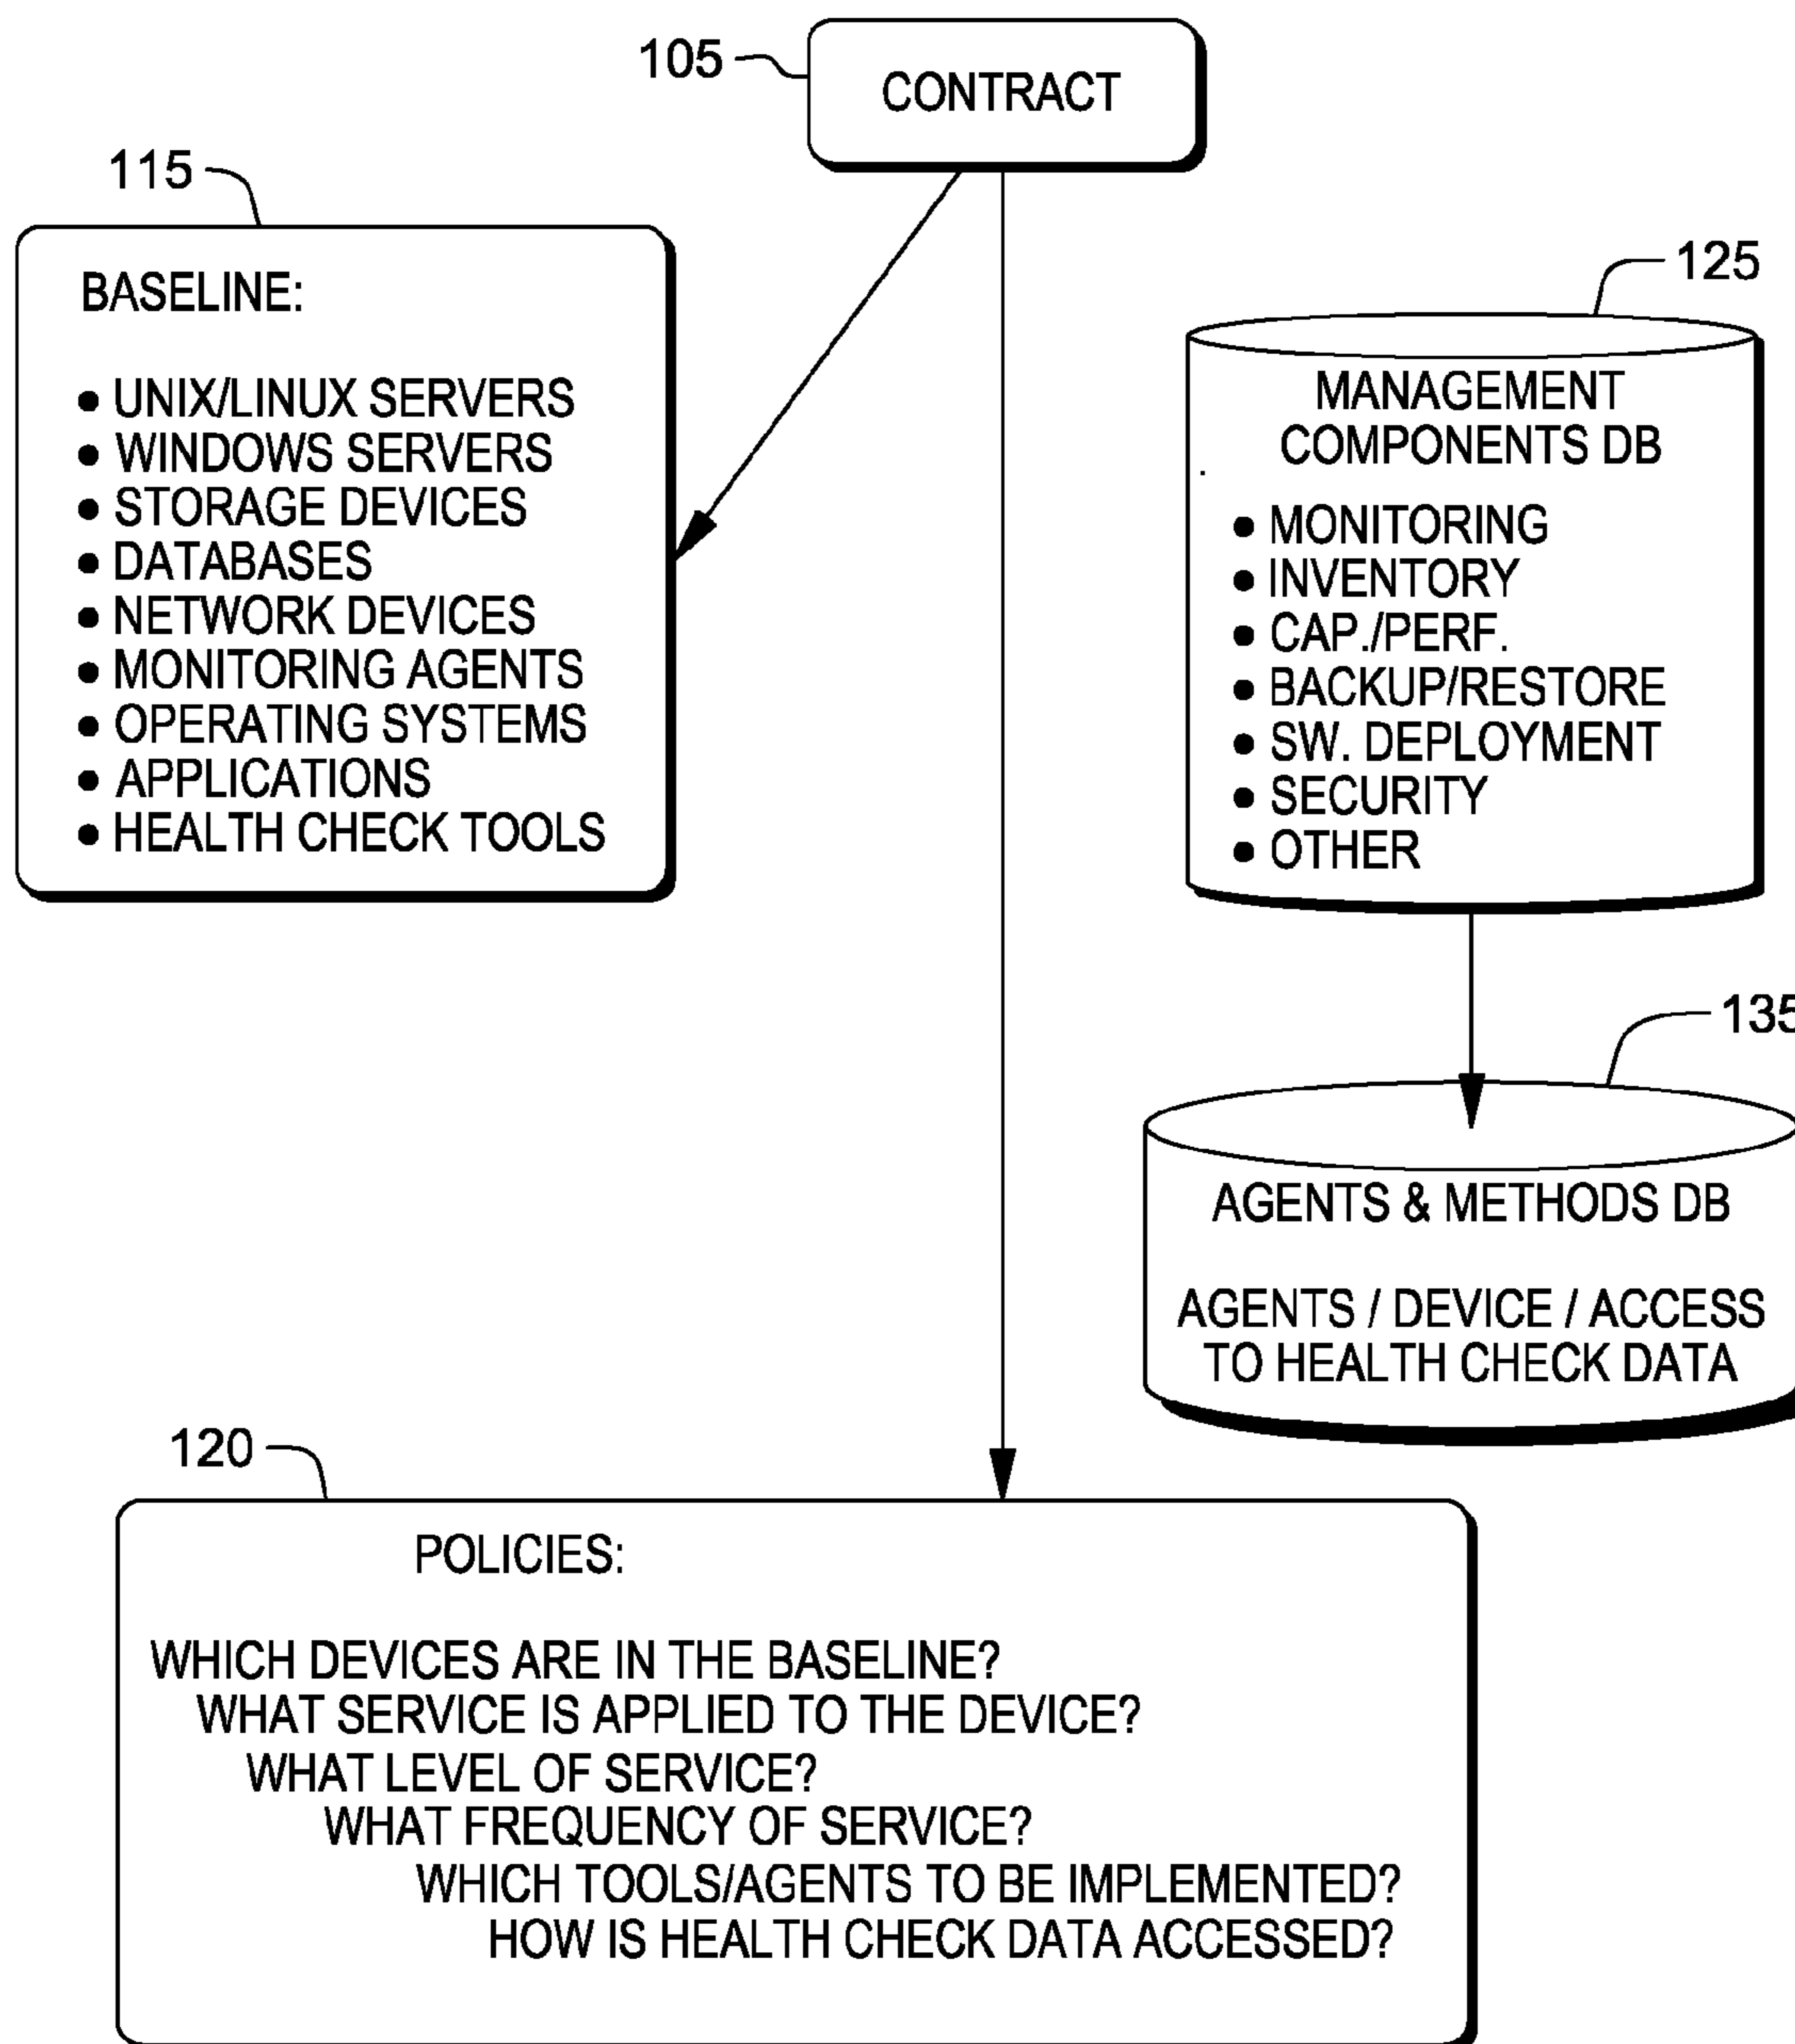 105
CONTRACT
115
BASELINE:
• UNIX/LINUX SERVERS
• WINDOWS SERVERS
• STORAGE DEVICES
• DATABASES
• NETWORK DEVICES
• MONITORING AGENTS
• OPERATING SYSTEMS
• APPLICATIONS
• HEALTH CHECK TOOLS
125
MANAGEMENT
COMPONENTS DB
• MONITORING
• INVENTORY
• CAP./PERF.
• BACKUP/RESTORE
• SW. DEPLOYMENT
• SECURITY
• OTHER
135
AGENTS & METHODS DB
AGENTS / DEVICE / ACCESS
TO HEALTH CHECK DATA
120
POLICIES:
WHICH DEVICES ARE IN THE BASELINE?
WHAT SERVICE IS APPLIED TO THE DEVICE?
WHAT LEVEL OF SERVICE?
WHAT FREQUENCY OF SERVICE?
WHICH TOOLS/AGENTS TO BE IMPLEMENTED?
HOW IS HEALTH CHECK DATA ACCESSED?